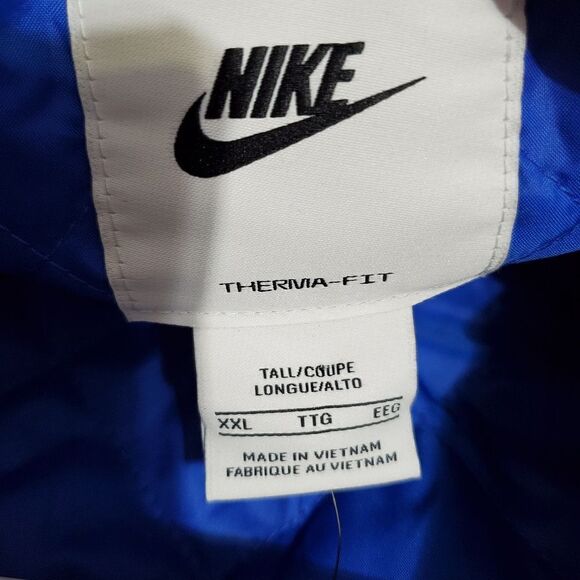 NIKE
THERMA-FIT
TALL/COUPE
LONGUE/ALTO
XXL TTG EEG
MADE IN VIETNAM
FABRIQUE AU VIETNAM